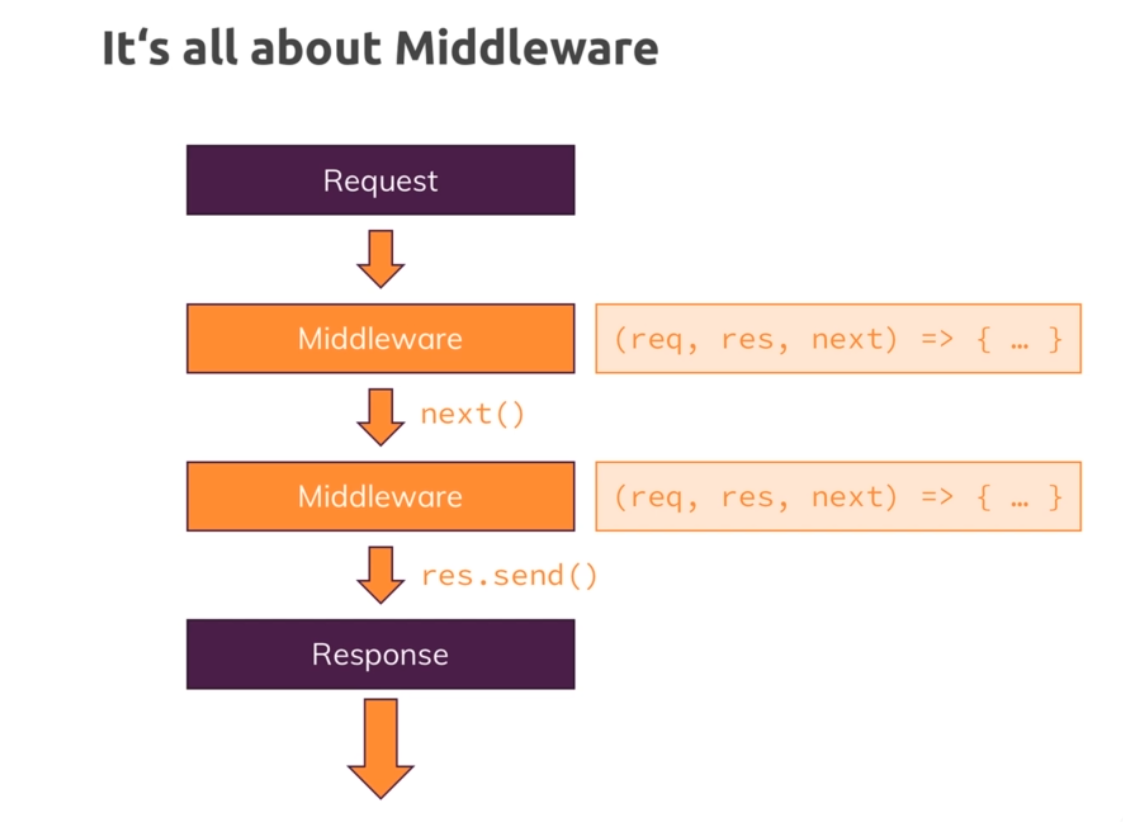 It‘s all about Middleware
Request
Middleware
(req, res, next) => { … }
next()
Middleware
(req, res, next) => { … }
res.send()
Response